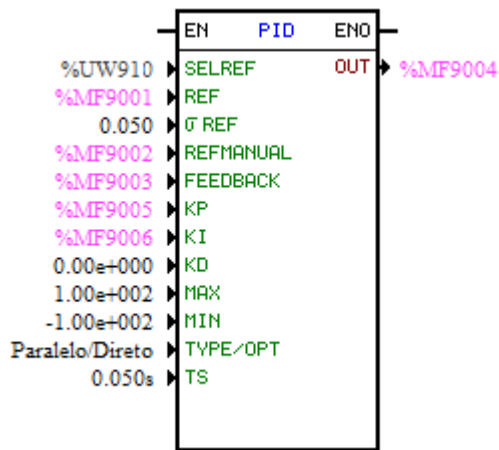 EN PID ENO
%UW910 SELREF OUT %MF9004
%MF9001 REF
0.050 σ REF
%MF9002 REFMANUAL
%MF9003 FEEDBACK
%MF9005 KP
%MF9006 KI
0.00e+000 KD
1.00e+002 MAX
-1.00e+002 MIN
Paralelo/Direto TYPE/OPT
0.050s TS